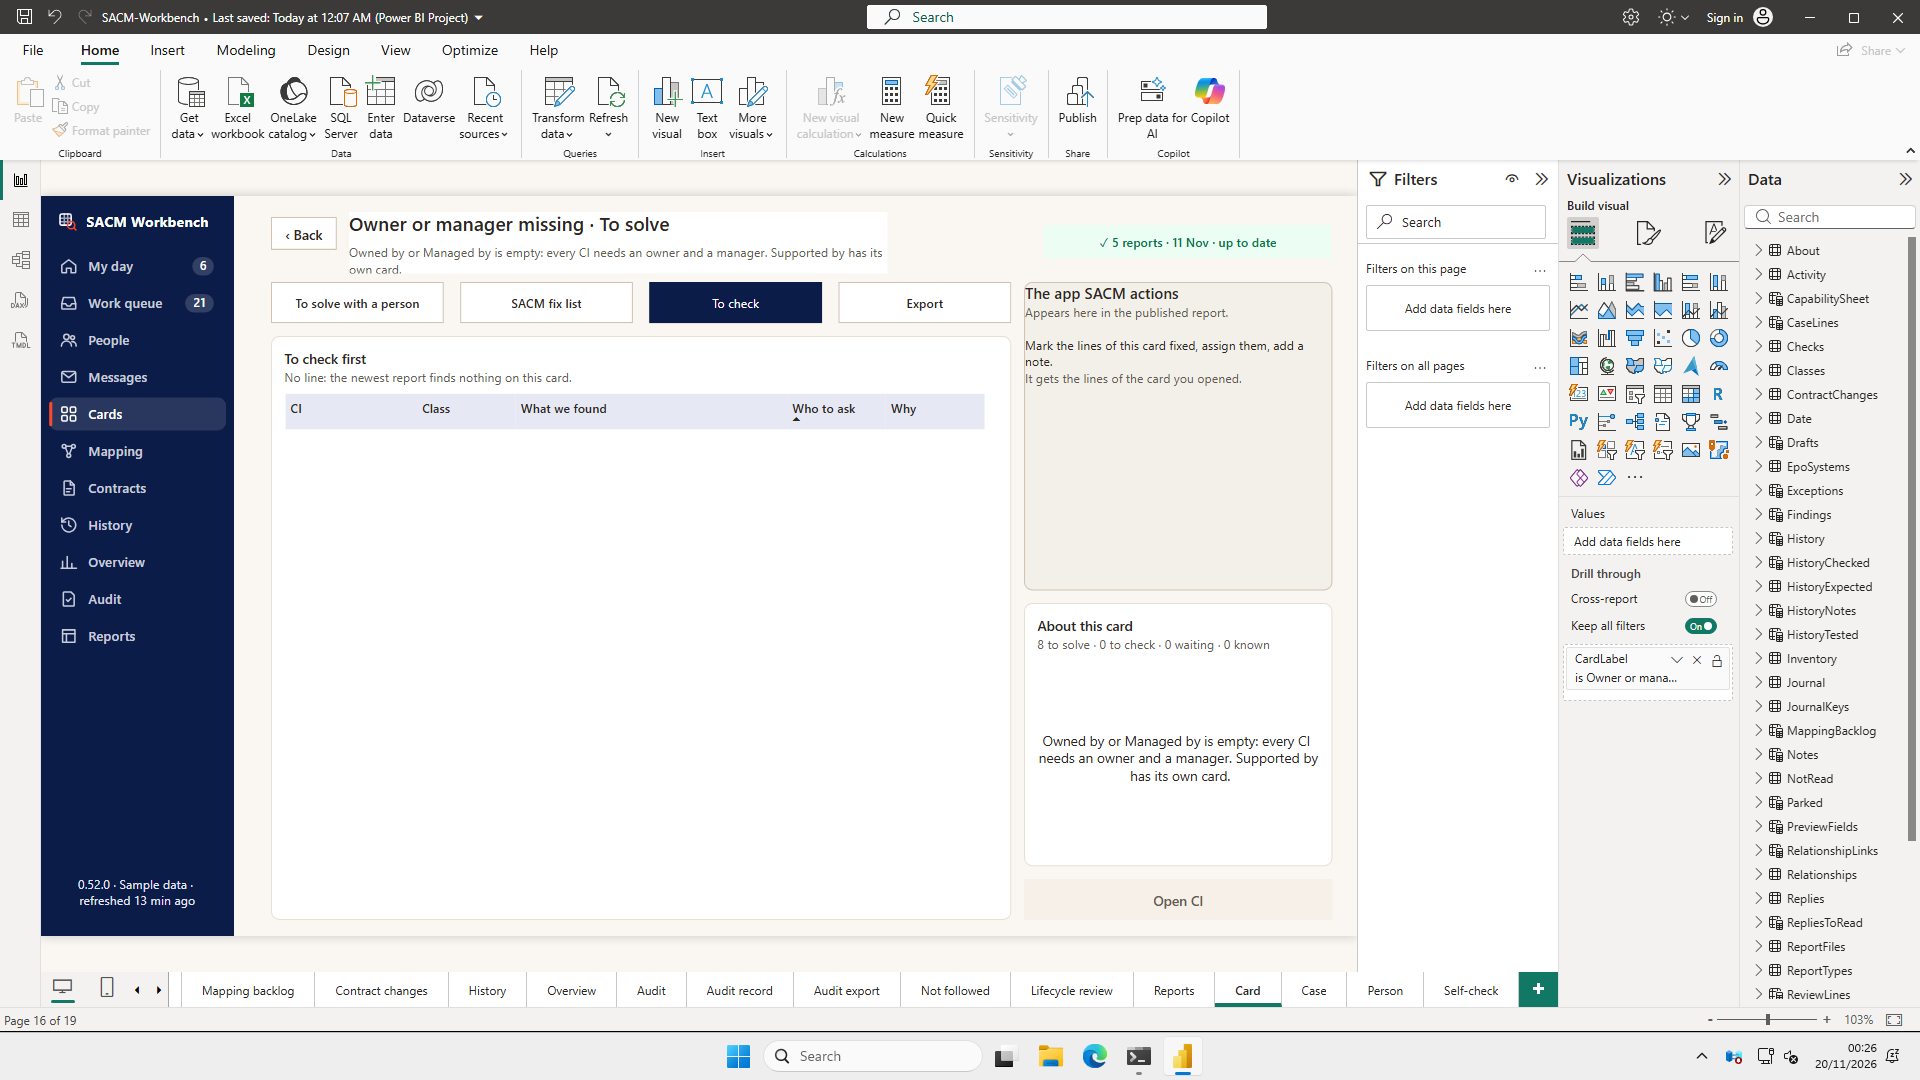 SACM-Workbench • Last saved: Today at 12:07 AM (Power BI Project)
Search
Sign in
File
Home
Insert
Modeling
Design
View
Optimize
Help
Share
Paste
Cut
Copy
Format painter
Clipboard
Get data
Excel workbook
OneLake catalog
SQL Server
Enter data
Dataverse
Recent sources
Data
Transform data
Refresh
Queries
New visual
Text box
More visuals
Insert
New visual calculation
New measure
Quick measure
Calculations
Sensitivity
Sensitivity
Publish
Share
Prep data for AI
Copilot
Copilot
DAX
TMDL
SACM Workbench
My day 6
Work queue 21
People
Messages
Cards
Mapping
Contracts
History
Overview
Audit
Reports
0.52.0 · Sample data ·
refreshed 13 min ago
‹ Back
Owner or manager missing · To solve
Owned by or Managed by is empty: every CI needs an owner and a manager. Supported by has its
own card.
✓ 5 reports · 11 Nov · up to date
To solve with a person
SACM fix list
To check
Export
To check first
No line: the newest report finds nothing on this card.
CI
Class
What we found
Who to ask
Why
The app SACM actions
Appears here in the published report.
Mark the lines of this card fixed, assign them, add a
note.
It gets the lines of the card you opened.
About this card
8 to solve · 0 to check · 0 waiting · 0 known
Owned by or Managed by is empty: every CI
needs an owner and a manager. Supported by
has its own card.
Open CI
Filters
Search
Filters on this page
...
Add data fields here
Filters on all pages
...
Add data fields here
Visualizations
Build visual
123
R
Py
...
Values
Add data fields here
Drill through
Cross-report
Off
Keep all filters
On
CardLabel
is Owner or mana...
Data
Search
About
Activity
CapabilitySheet
CaseLines
Checks
Classes
ContractChanges
Date
Drafts
EpoSystems
Exceptions
Findings
History
HistoryChecked
HistoryExpected
HistoryNotes
HistoryTested
Inventory
Journal
JournalKeys
MappingBacklog
Notes
NotRead
Parked
PreviewFields
RelationshipLinks
Relationships
Replies
RepliesToRead
ReportFiles
ReportTypes
ReviewLines
Mapping backlog
Contract changes
History
Overview
Audit
Audit record
Audit export
Not followed
Lifecycle review
Reports
Card
Case
Person
Self-check
+
Page 16 of 19
- + 103%
Search
00:26
20/11/2026